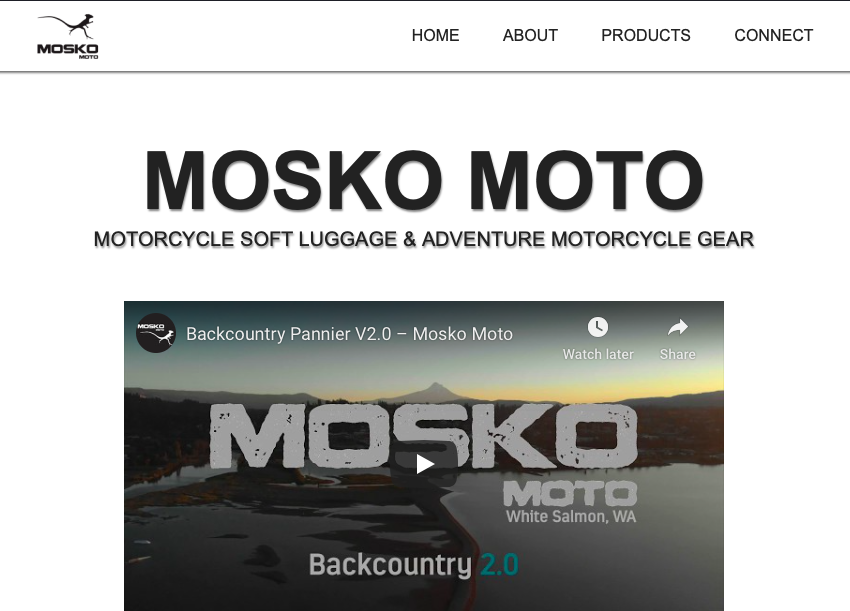 MOSKO
MOTO
HOME ABOUT PRODUCTS CONNECT
MOSKO MOTO
MOTORCYCLE SOFT LUGGAGE & ADVENTURE MOTORCYCLE GEAR
MOSKO
Backcountry Pannier V2.0 – Mosko Moto
Watch later Share
MOSKO
MOTO
White Salmon, WA
Backcountry 2.0